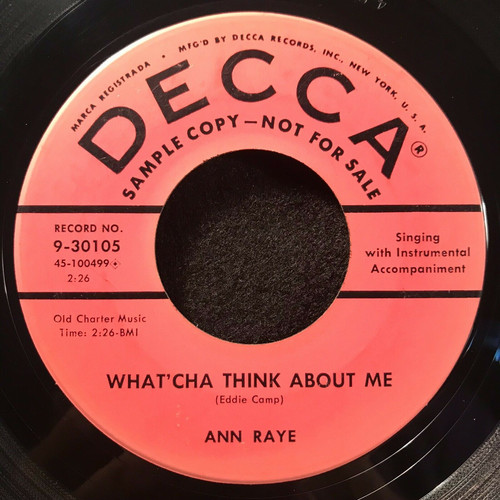 MARCA REGISTRADA • MFG'D BY DECCA RECORDS, INC., NEW YORK, U. S. A.
DECCA®
SAMPLE COPY—NOT FOR SALE
RECORD NO.
9-30105
45-100499
2:26
Singing
with Instrumental
Accompaniment
Old Charter Music
Time: 2:26-BMI
WHAT'CHA THINK ABOUT ME
(Eddie Camp)
ANN RAYE